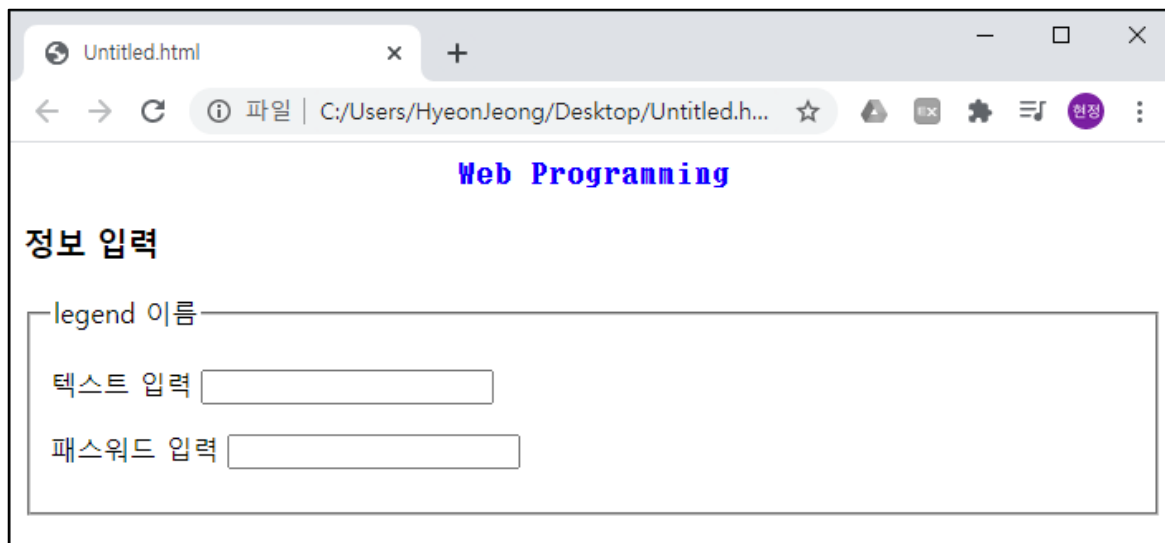 Untitled.html
파일 C:/Users/HyeonJeong/Desktop/Untitled.h... EX 현정
Web Programming
정보 입력
legend 이름
텍스트 입력
패스워드 입력